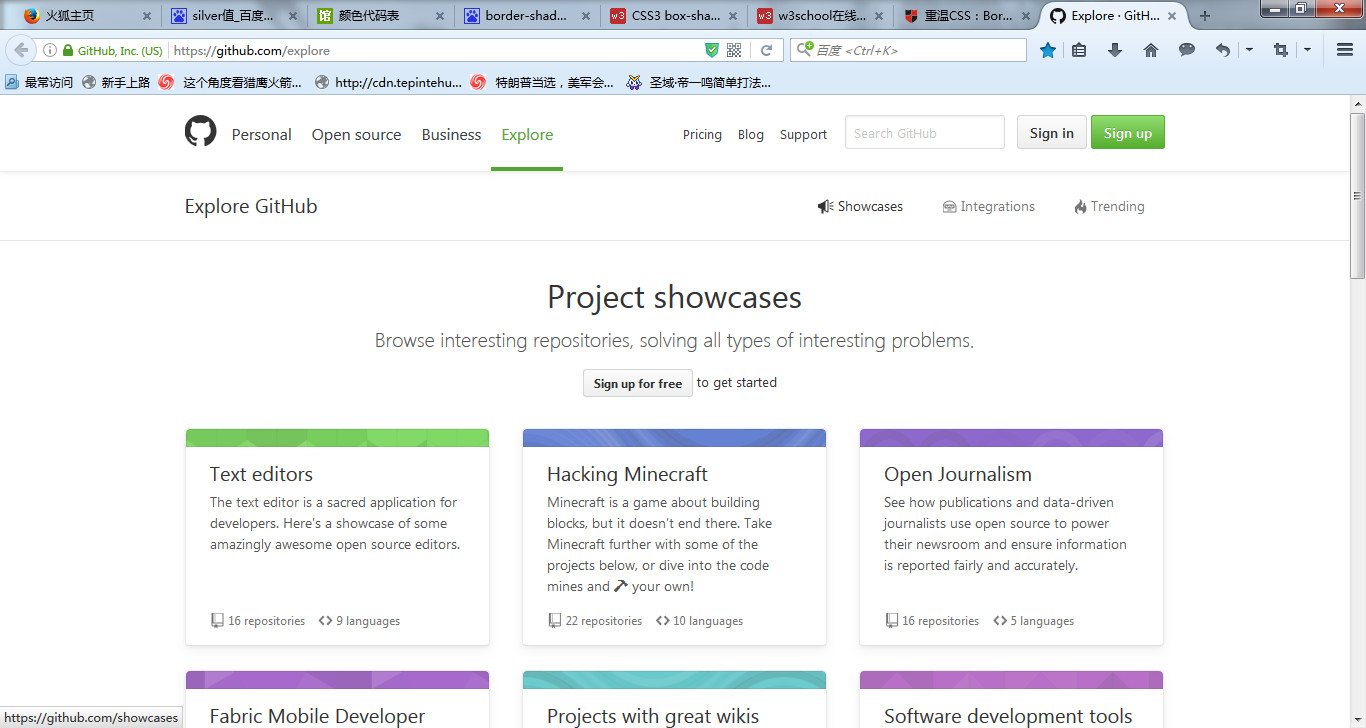 火狐主页
silver值_百度...
颜色代码表
border-shad...
CSS3 box-sha...
w3school在线...
重温CSS：Bor...
Explore · GitH...
GitHub, Inc. (US)
https://github.com/explore
百度 <Ctrl+K>
最常访问
新手上路
这个角度看猎鹰火箭...
http://cdn.tepintehu...
特朗普当选，美军会...
圣域·帝一鸣简单打法...
Personal
Open source
Business
Explore
Pricing
Blog
Support
Search GitHub
Sign in
Sign up
Explore GitHub
Showcases
Integrations
Trending
Project showcases
Browse interesting repositories, solving all types of interesting problems.
Sign up for free to get started
Text editors
The text editor is a sacred application for
developers. Here's a showcase of some
amazingly awesome open source editors.
16 repositories
9 languages
Hacking Minecraft
Minecraft is a game about building
blocks, but it doesn't end there. Take
Minecraft further with some of the
projects below, or dive into the code
mines and your own!
22 repositories
10 languages
Open Journalism
See how publications and data-driven
journalists use open source to power
their newsroom and ensure information
is reported fairly and accurately.
16 repositories
5 languages
Fabric Mobile Developer
Projects with great wikis
Software development tools
https://github.com/showcases